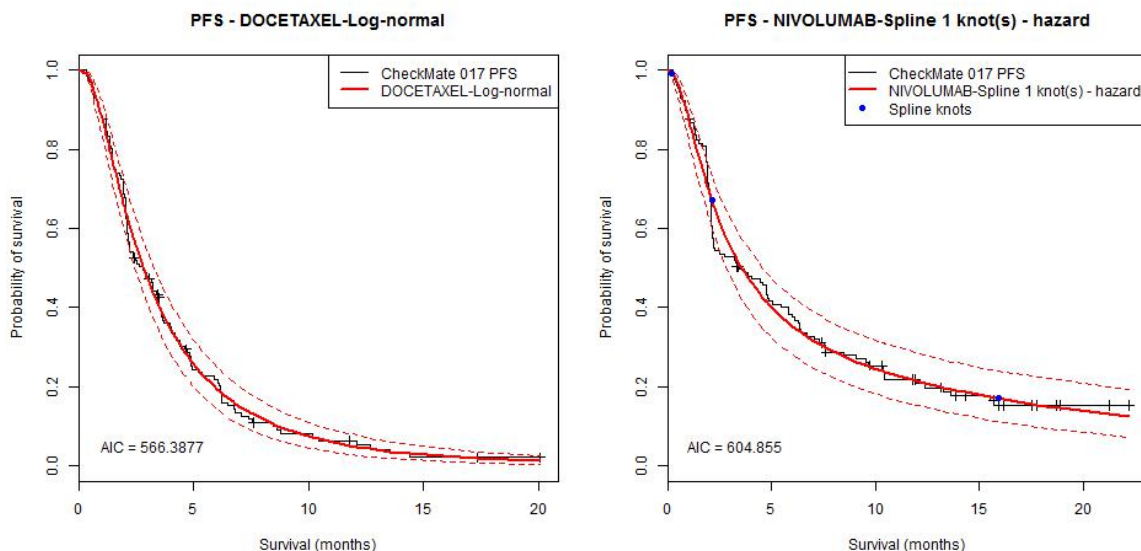 PFS - DOCETAXEL-Log-normal
CheckMate 017 PFS
DOCETAXEL-Log-normal
Probability of survival
1.0
0.8
0.6
0.4
0.2
0.0
AIC = 566.3877
0 5 10 15 20
Survival (months)
PFS - NIVOLUMAB-Spline 1 knot(s) - hazard
CheckMate 017 PFS
NIVOLUMAB-Spline 1 knot(s) - hazard
Spline knots
Probability of survival
1.0
0.8
0.6
0.4
0.2
0.0
AIC = 604.855
0 5 10 15 20
Survival (months)